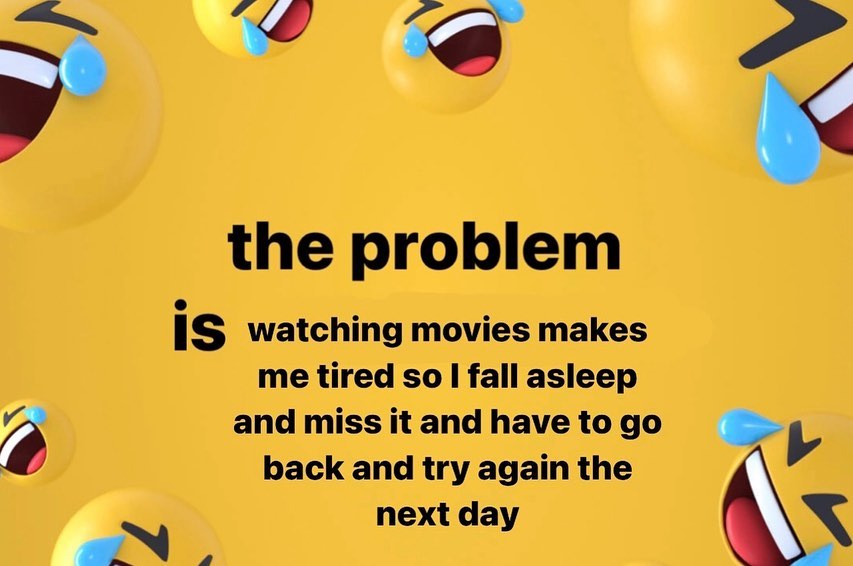 the problem
is watching movies makes
me tired so I fall asleep
and miss it and have to go
back and try again the
next day